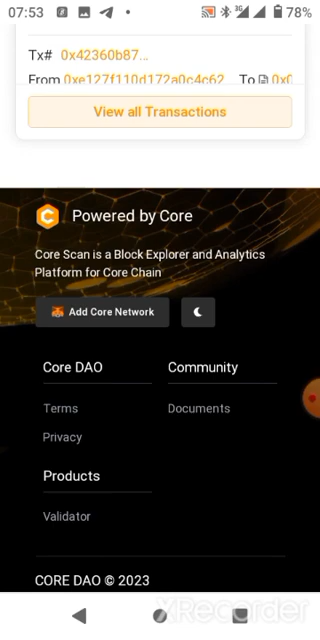 07:53 3G 78%
Tx# 0x42360b87...
From 0xe127f110d172a0c4c62 To 0x0
View all Transactions
Powered by Core
Core Scan is a Block Explorer and Analytics
Platform for Core Chain
Add Core Network
Core DAO Community
Terms Documents
Privacy
Products
Validator
CORE DAO © 2023
XRecorder